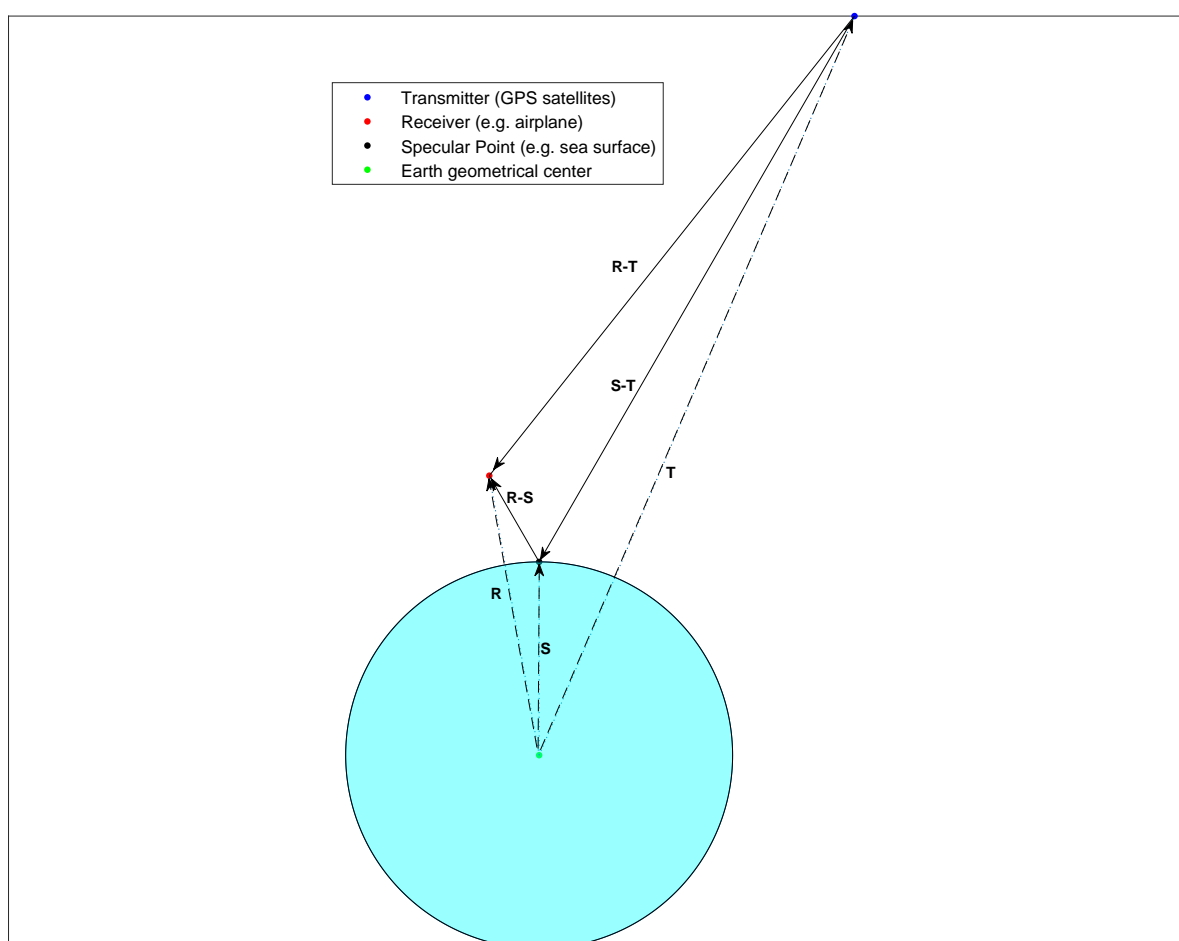 Transmitter (GPS satellites)
Receiver (e.g. airplane)
Specular Point (e.g. sea surface)
Earth geometrical center
R-T
S-T
T
R-S
R
S